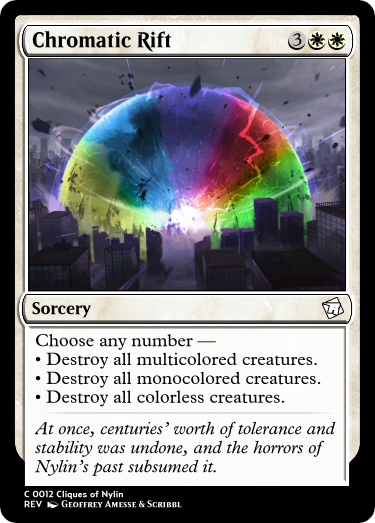 Chromatic Rift 3
Sorcery
Choose any number —
• Destroy all multicolored creatures.
• Destroy all monocolored creatures.
• Destroy all colorless creatures.
At once, centuries' worth of tolerance and
stability was undone, and the horrors of
Nylin's past subsumed it.
C 0012 Cliques of Nylin
REV Geoffrey Amesse & Scribbl